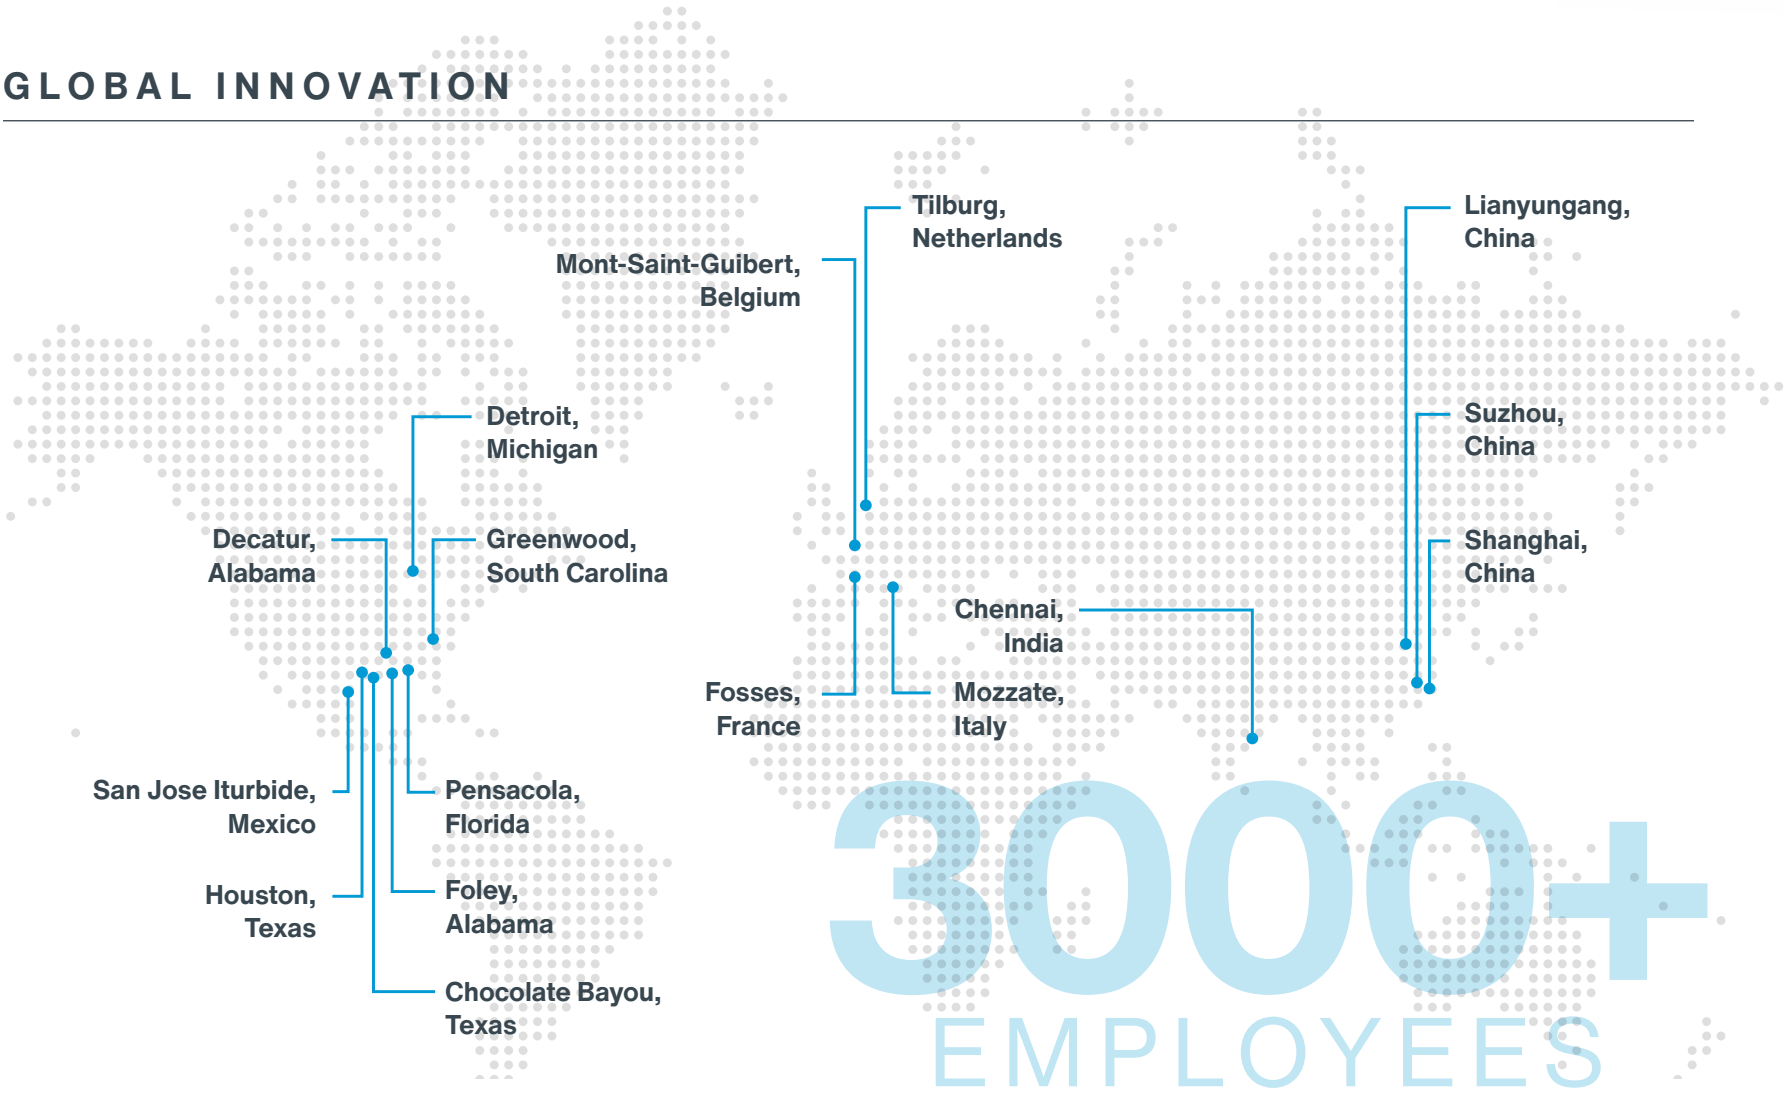 GLOBAL INNOVATION
Tilburg,
Netherlands
Lianyungang,
China
Mont-Saint-Guibert,
Belgium
Detroit,
Michigan
Suzhou,
China
Decatur,
Alabama
Greenwood,
South Carolina
Shanghai,
China
Chennai,
India
Fosses,
France
Mozzate,
Italy
San Jose Iturbide,
Mexico
Pensacola,
Florida
Houston,
Texas
Foley,
Alabama
Chocolate Bayou,
Texas
3000+
EMPLOYEES